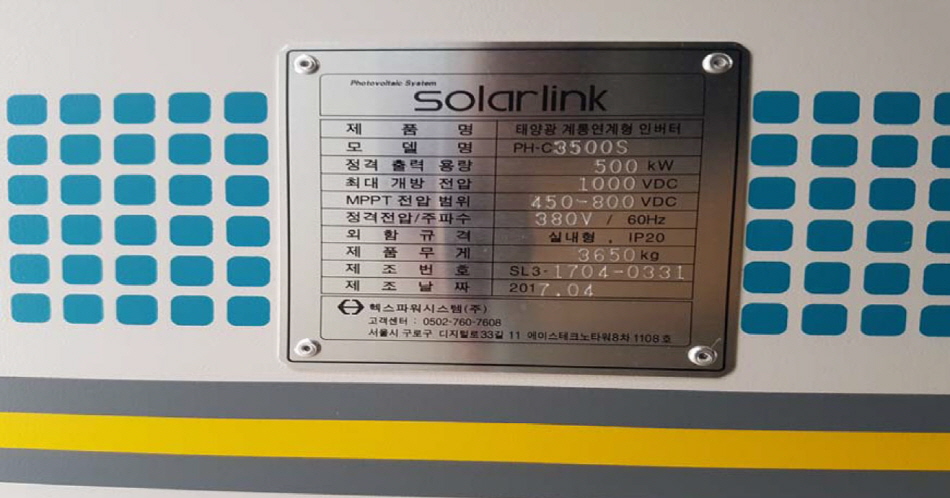 Photovoltaic System
solarlink
제 품 명 태양광 계통연계형 인버터
모 델 명 PH-C3500S
정격 출력 용량 500 kW
최대 개방 전압 1000 VDC
MPPT 전압 범위 450-800 VDC
정격전압/주파수 380V / 60Hz
외 함 규 격 실내형 , IP20
제 품 무 게 3650 kg
제 조 번 호 SL3-1704-0331
제 조 날 짜 2017.04
헥스파워시스템(주)
고객센터 : 0502-760-7608
서울시 구로구 디지털로33길 11 에이스테크노타워8차 1108호